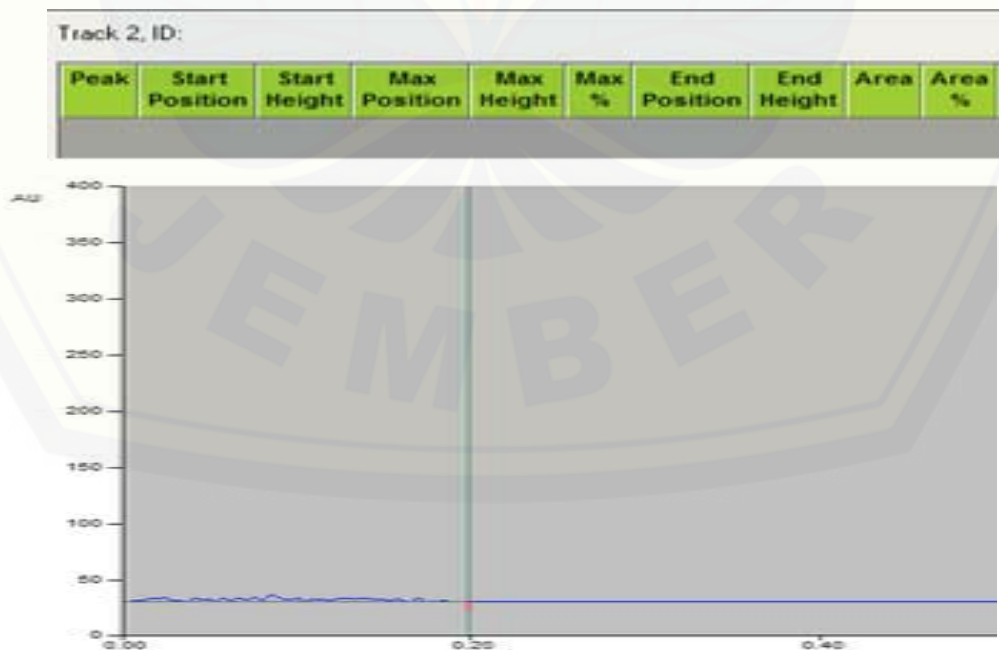 Track 2, ID:
Peak Start Position Start Height Max Position Max Height Max % End Position End Height Area Area %
AU
400
350
300
250
200
150
100
50
0
0.00 0.20 0.40
JEMBER